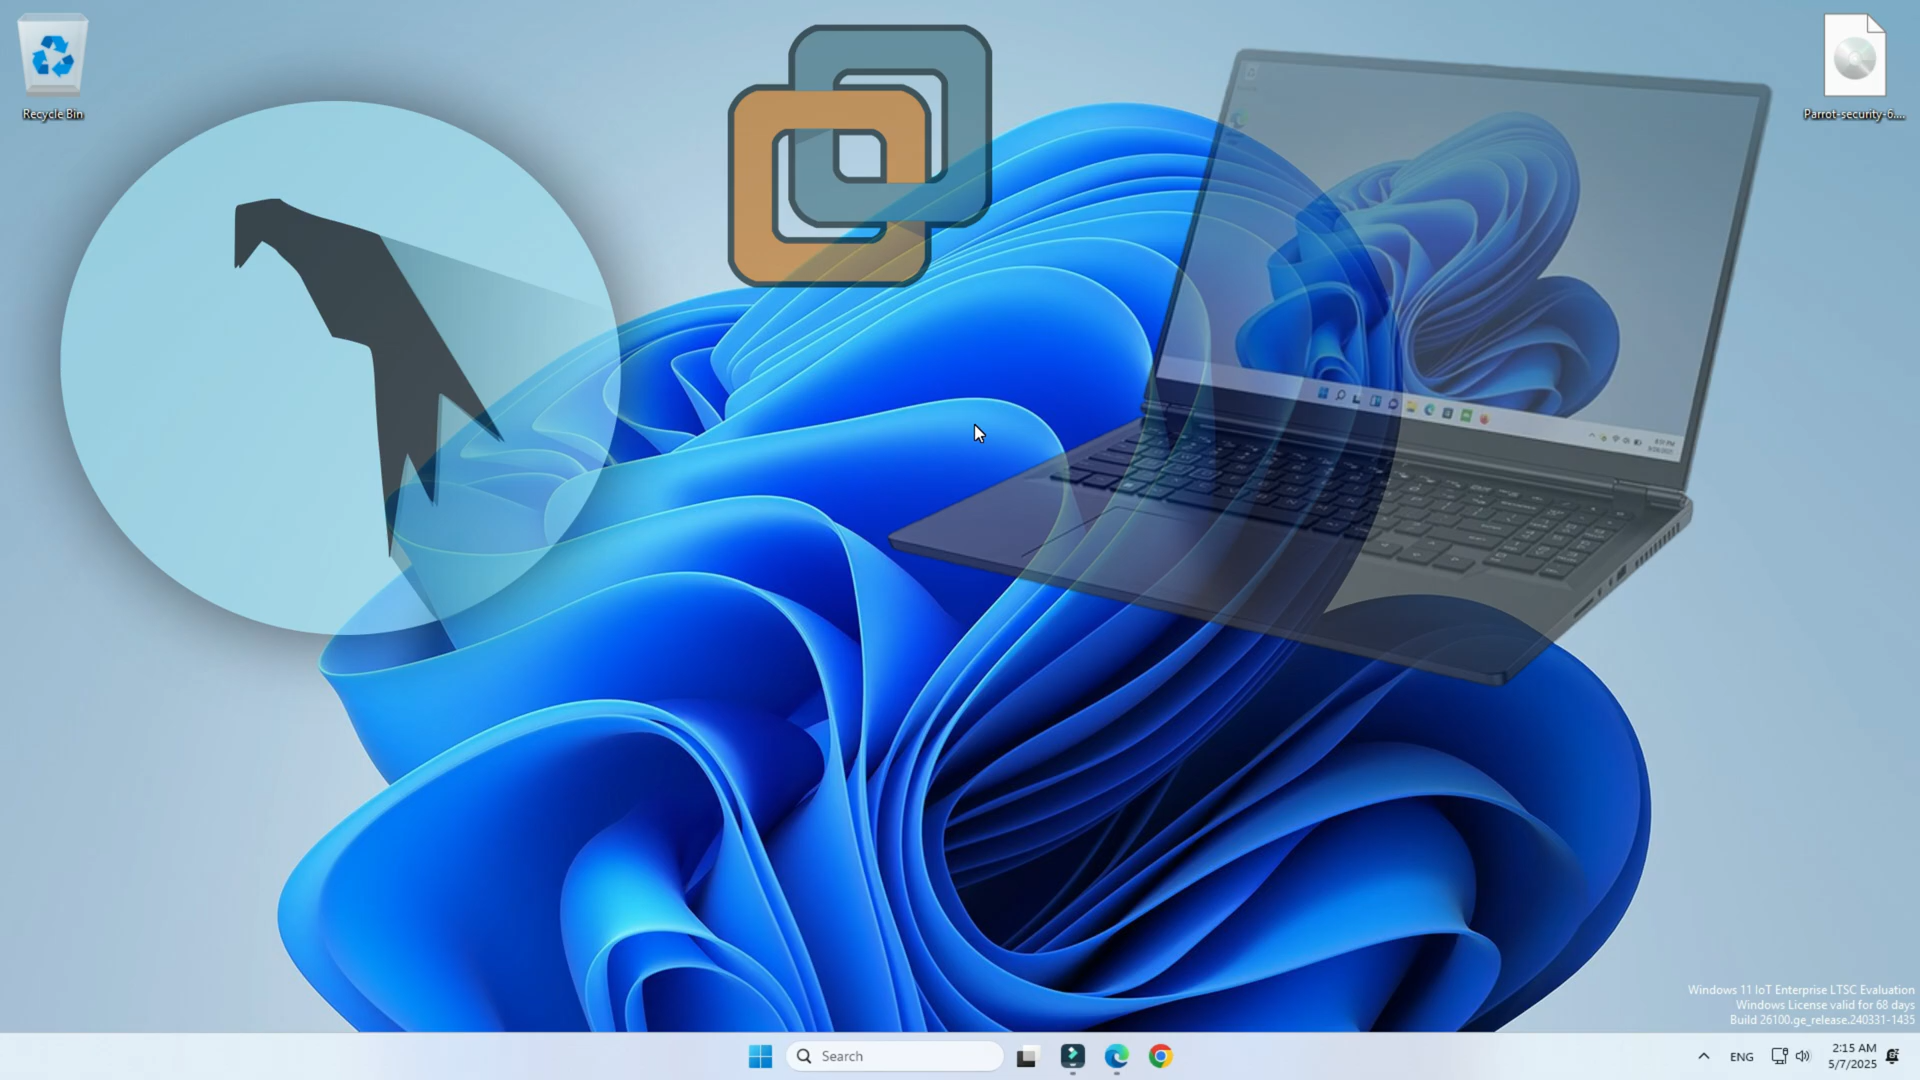 Recycle Bin
Parrot-security-6....
Windows 11 IoT Enterprise LTSC Evaluation
Windows License valid for 68 days
Build 26100.ge_release.240331-1435
Search
ENG
2:15 AM
5/7/2025